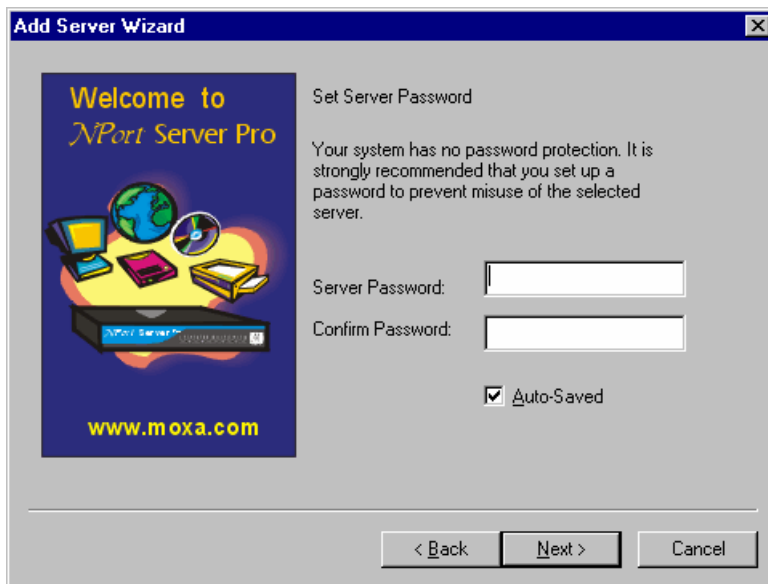 Add Server Wizard
Welcome to
NPort Server Pro
www.moxa.com
Set Server Password
Your system has no password protection. It is
strongly recommended that you set up a
password to prevent misuse of the selected
server.
Server Password:
Confirm Password:
Auto-Saved
< Back
Next >
Cancel